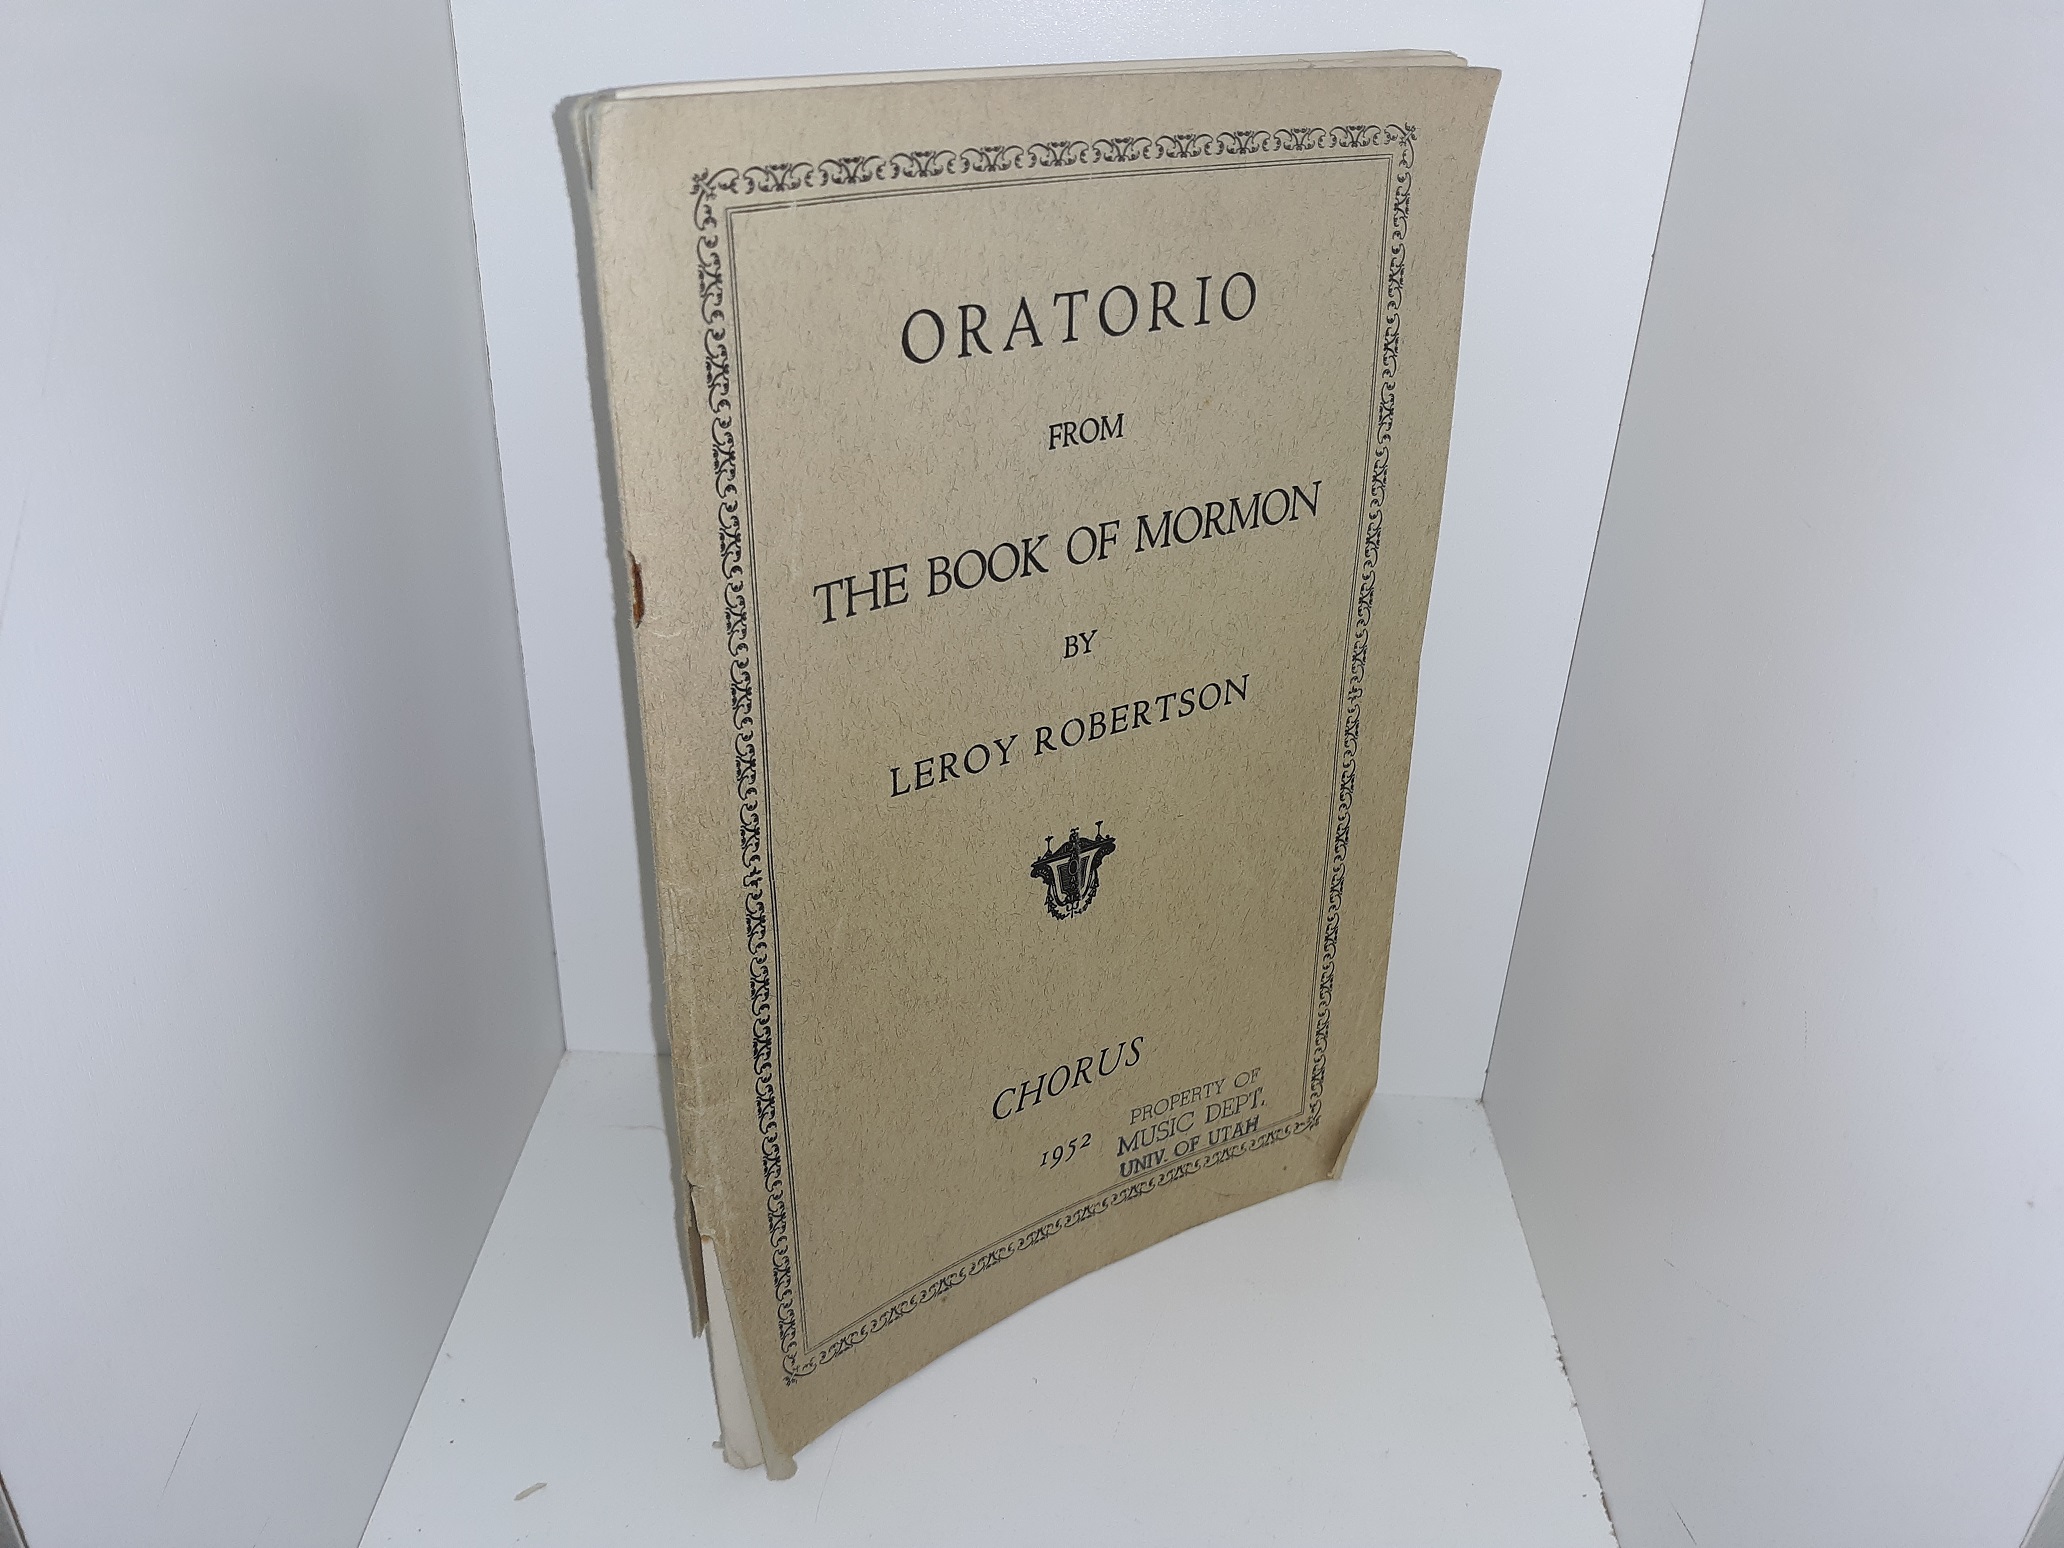 ORATORIO
FROM
THE BOOK OF MORMON
BY
LEROY ROBERTSON
CHORUS
1952
PROPERTY OF
MUSIC DEPT.
UNIV. OF UTAH